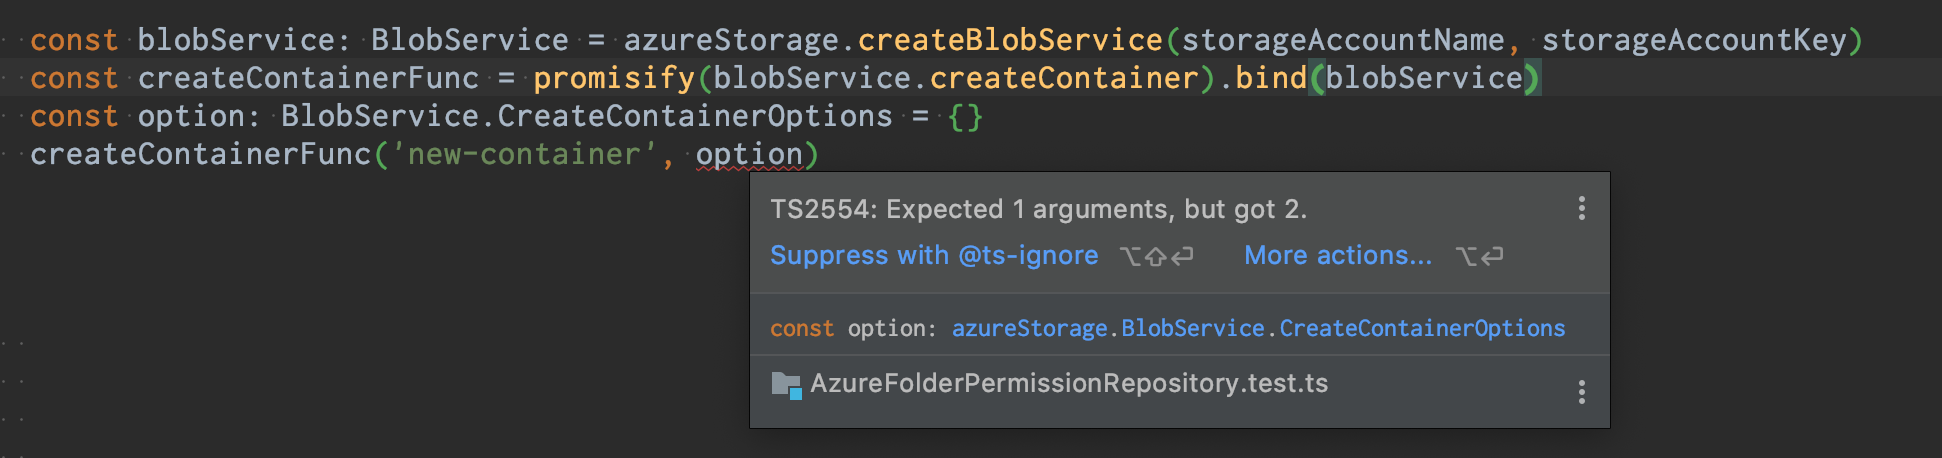 const blobService: BlobService = azureStorage.createBlobService(storageAccountName, storageAccountKey)
const createContainerFunc = promisify(blobService.createContainer).bind(blobService)
const option: BlobService.CreateContainerOptions = {}
createContainerFunc('new-container', option)
TS2554: Expected 1 arguments, but got 2.
Suppress with @ts-ignore ⌥⇧⏎ More actions... ⌥⏎
const option: azureStorage.BlobService.CreateContainerOptions
AzureFolderPermissionRepository.test.ts